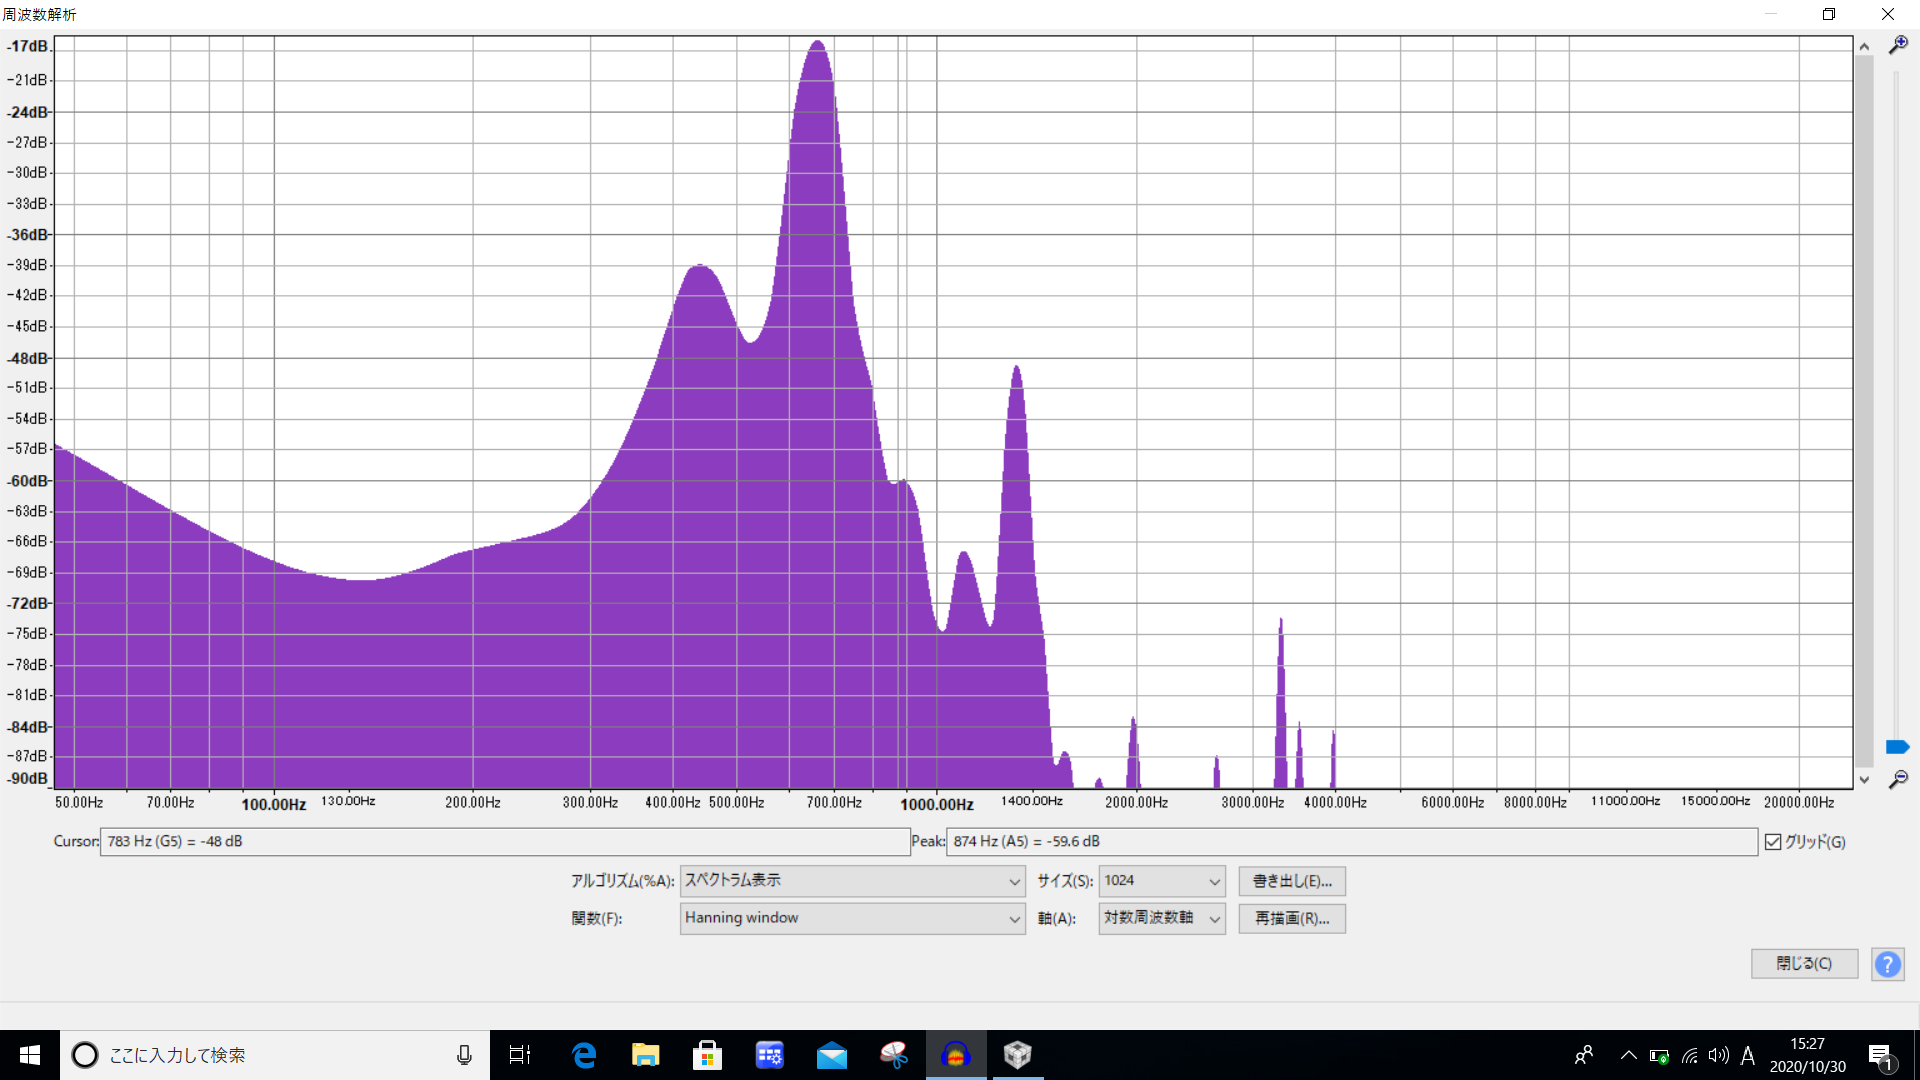 周波数解析
-17dB
-21dB
-24dB
-27dB
-30dB
-33dB
-36dB
-39dB
-42dB
-45dB
-48dB
-51dB
-54dB
-57dB
-60dB
-63dB
-66dB
-69dB
-72dB
-75dB
-78dB
-81dB
-84dB
-87dB
-90dB
50.00Hz 70.00Hz 100.00Hz 130.00Hz 200.00Hz 300.00Hz 400.00Hz 500.00Hz 700.00Hz 1000.00Hz 1400.00Hz 2000.00Hz 3000.00Hz 4000.00Hz 6000.00Hz 8000.00Hz 11000.00Hz 15000.00Hz 20000.00Hz
Cursor: 783 Hz (G5) = -48 dB Peak: 874 Hz (A5) = -59.6 dB グリッド(G)
アルゴリズム(%A): スペクトラム表示 サイズ(S): 1024 書き出し(E)...
関数(F): Hanning window 軸(A): 対数周波数軸 再描画(R)...
閉じる(C) ?
ここに入力して検索
A
15:27
2020/10/30
1